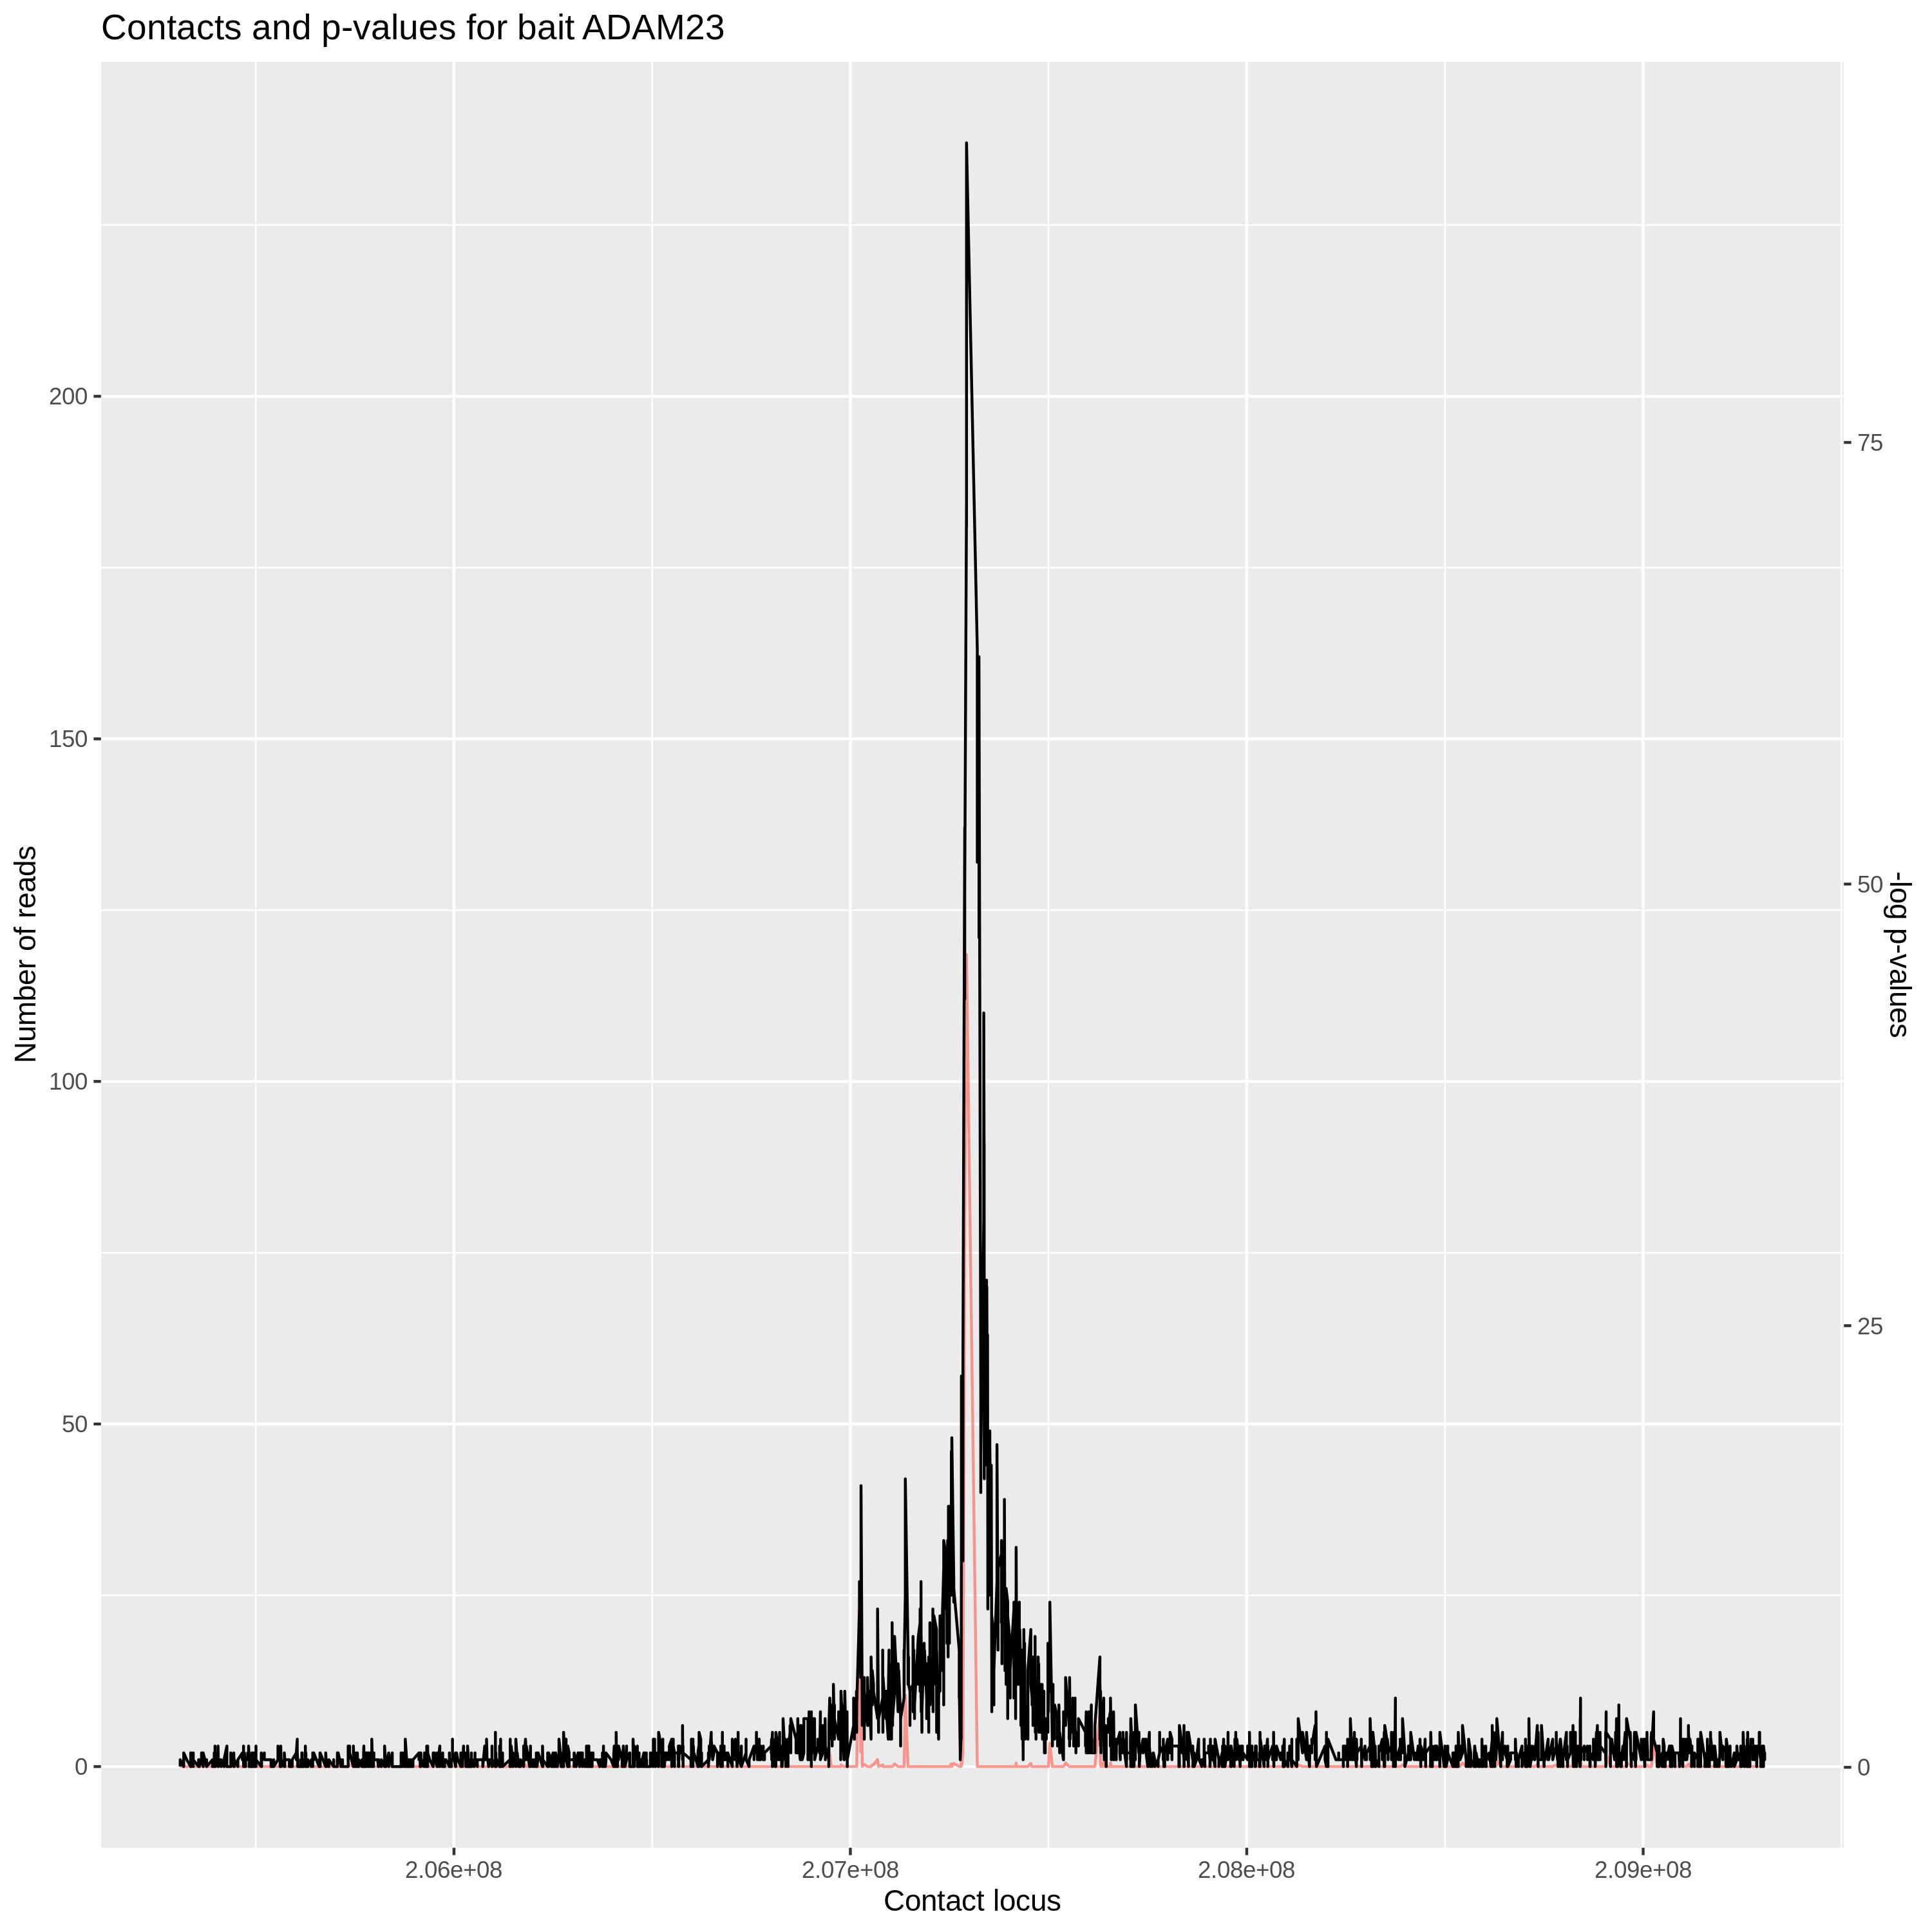 Contacts and p-values for bait ADAM23
200
150
100
50
0
Number of reads
75
50
25
0
-log p-values
2.06e+08
2.07e+08
2.08e+08
2.09e+08
Contact locus